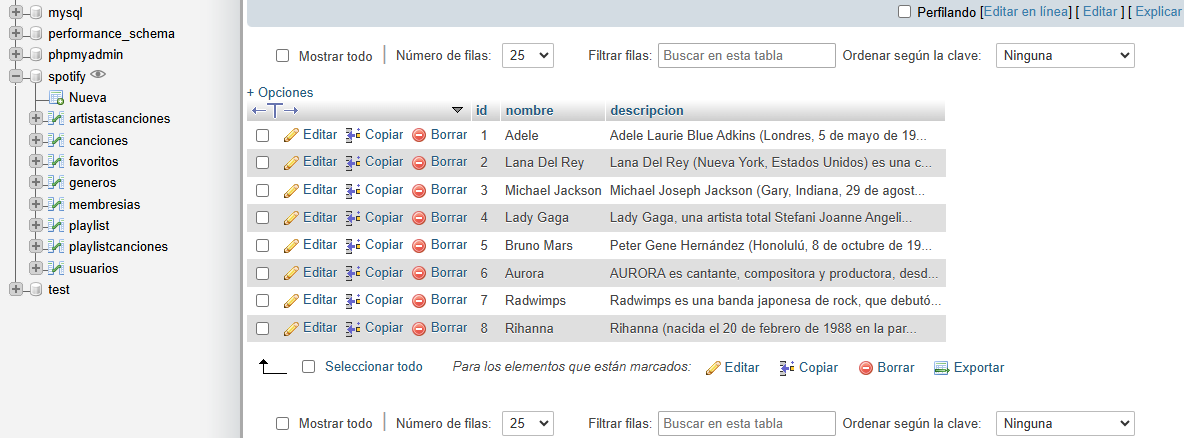 mysql
performance_schema
phpmyadmin
spotify
Nueva
artistascanciones
canciones
favoritos
generos
membresias
playlist
playlistcanciones
usuarios
test
Perfilando [Editar en línea] [ Editar ] [ Explicar
Mostrar todo | Número de filas: 25 Filtrar filas: Buscar en esta tabla Ordenar según la clave: Ninguna
+ Opciones
←T→ id nombre descripcion
Editar Copiar Borrar 1 Adele Adele Laurie Blue Adkins (Londres, 5 de mayo de 19...
Editar Copiar Borrar 2 Lana Del Rey Lana Del Rey (Nueva York, Estados Unidos) es una c...
Editar Copiar Borrar 3 Michael Jackson Michael Joseph Jackson (Gary, Indiana, 29 de agost...
Editar Copiar Borrar 4 Lady Gaga Lady Gaga, una artista total Stefani Joanne Angeli...
Editar Copiar Borrar 5 Bruno Mars Peter Gene Hernández (Honolulú, 8 de octubre de 19...
Editar Copiar Borrar 6 Aurora AURORA es cantante, compositora y productora, desd...
Editar Copiar Borrar 7 Radwimps Radwimps es una banda japonesa de rock, que debutó...
Editar Copiar Borrar 8 Rihanna Rihanna (nacida el 20 de febrero de 1988 en la par...
Seleccionar todo Para los elementos que están marcados: Editar Copiar Borrar Exportar
Mostrar todo | Número de filas: 25 Filtrar filas: Buscar en esta tabla Ordenar según la clave: Ninguna